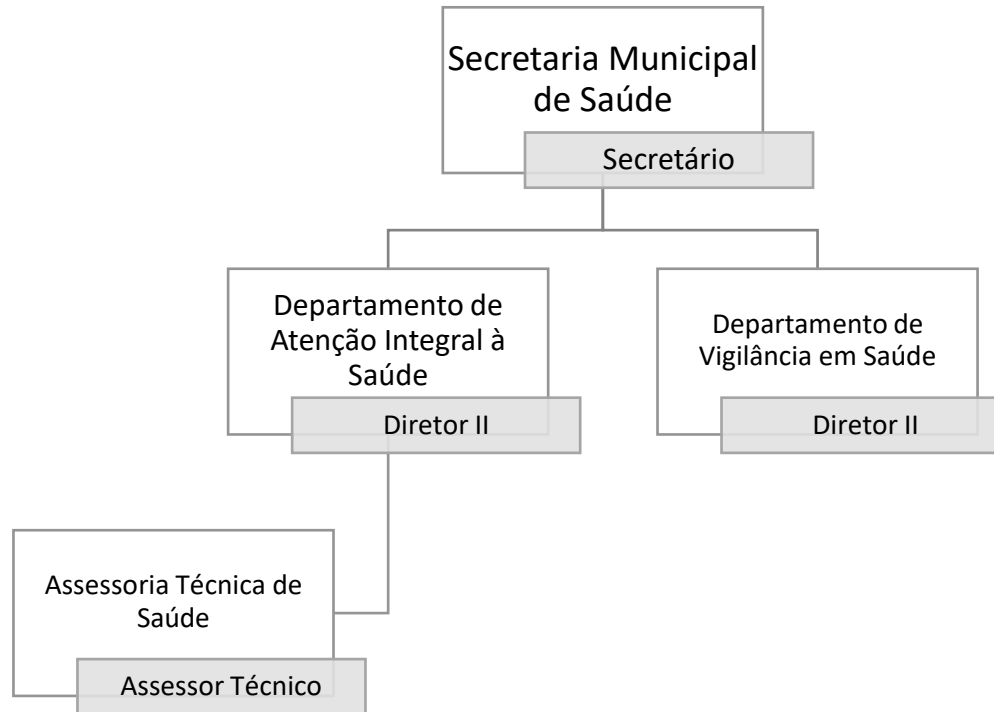 Secretaria Municipal
de Saúde
Secretário
Departamento de
Atenção Integral à
Saúde
Diretor II
Departamento de
Vigilância em Saúde
Diretor II
Assessoria Técnica de
Saúde
Assessor Técnico